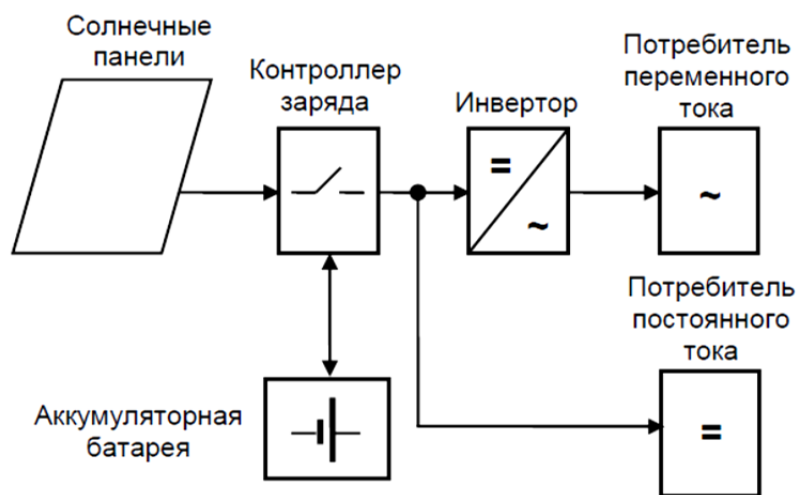 Солнечные
панели
Контроллер
заряда
Инвертор
=
~
Потребитель
переменного
тока
~
Потребитель
постоянного
тока
=
Аккумуляторная
батарея